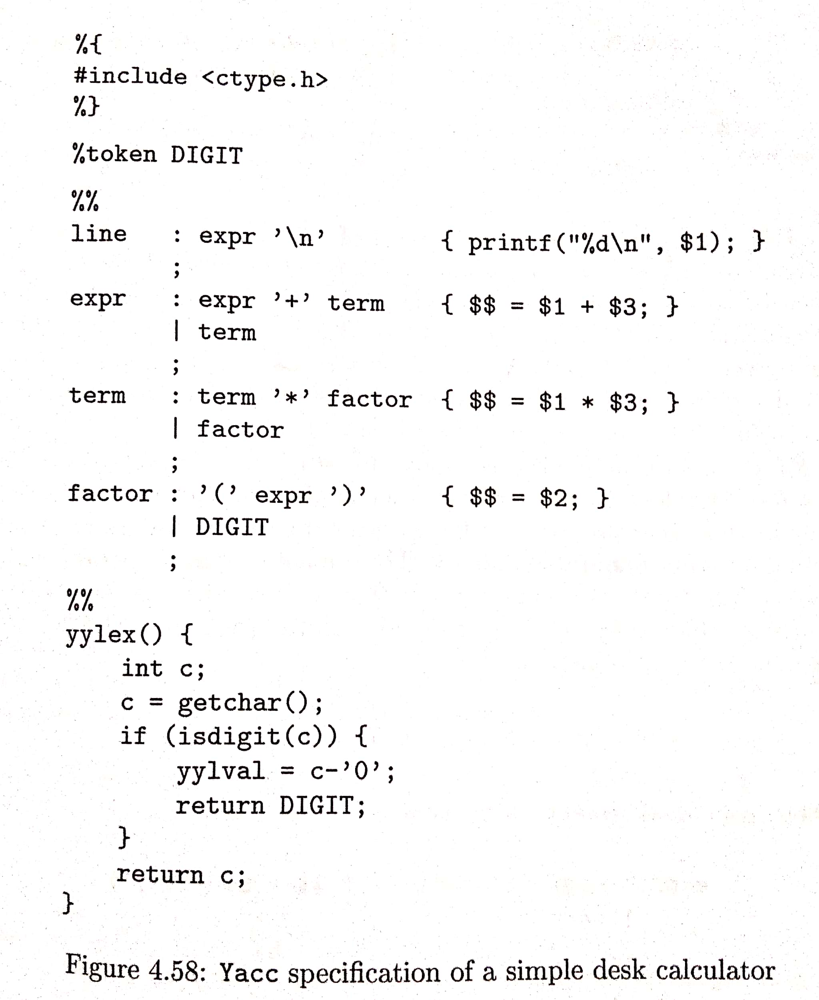 %{
#include <ctype.h>
%}
%token DIGIT
%%
line   : expr ’\n’         { printf("%d\n", $1); }
       ;
expr   : expr ’+’ term     { $$ = $1 + $3; }
       | term
       ;
term   : term ’*’ factor   { $$ = $1 * $3; }
       | factor
       ;
factor : ’(’ expr ’)’      { $$ = $2; }
       | DIGIT
       ;
%%
yylex() {
    int c;
    c = getchar();
    if (isdigit(c)) {
        yylval = c-’0’;
        return DIGIT;
    }
    return c;
}
Figure 4.58: Yacc specification of a simple desk calculator